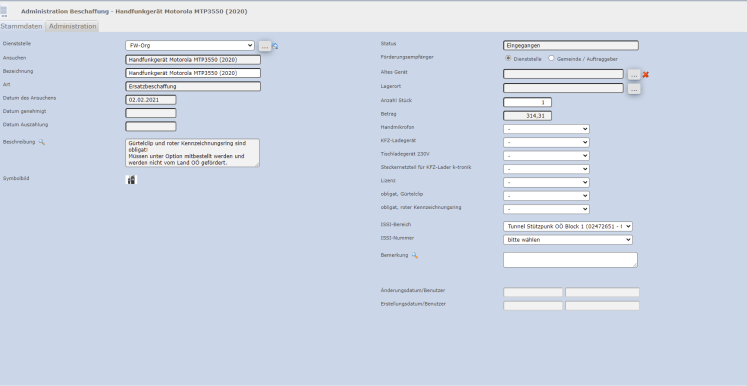 Administration Beschaffung - Handfunkgerät Motorola MTP3550 (2020)
Stammdaten Administration
Dienststelle FW-Org ...
Ansuchen Handfunkgerät Motorola MTP3550 (2020)
Bezeichnung Handfunkgerät Motorola MTP3550 (2020)
Art Ersatzbeschaffung
Datum des Ansuchens 02.02.2021
Datum genehmigt
Datum Auszahlung
Beschreibung Gürtelclip und roter Kennzeichnungsring sind
obligat!
Müssen unter Option mitbestellt werden und
werden nicht vom Land OÖ gefördert.
Symbolbild
Status Eingegangen
Förderungsempfänger Dienststelle Gemeinde / Auftraggeber
Altes Gerät ...
Lagerort ...
Anzahl Stück 1
Betrag 314,31
Handmikrofon -
KFZ-Ladegerät -
Tischladegerät 230V -
Steckernetzteil für KFZ-Lader k-tronik -
Lizenz -
obligat. Gürtelclip -
obligat. roter Kennzeichnungsring -
ISSI-Bereich Tunnel Stützpunk OÖ Block 1 (02472651 -
ISSI-Nummer bitte wählen
Bemerkung
Änderungsdatum/Benutzer
Erstellungsdatum/Benutzer